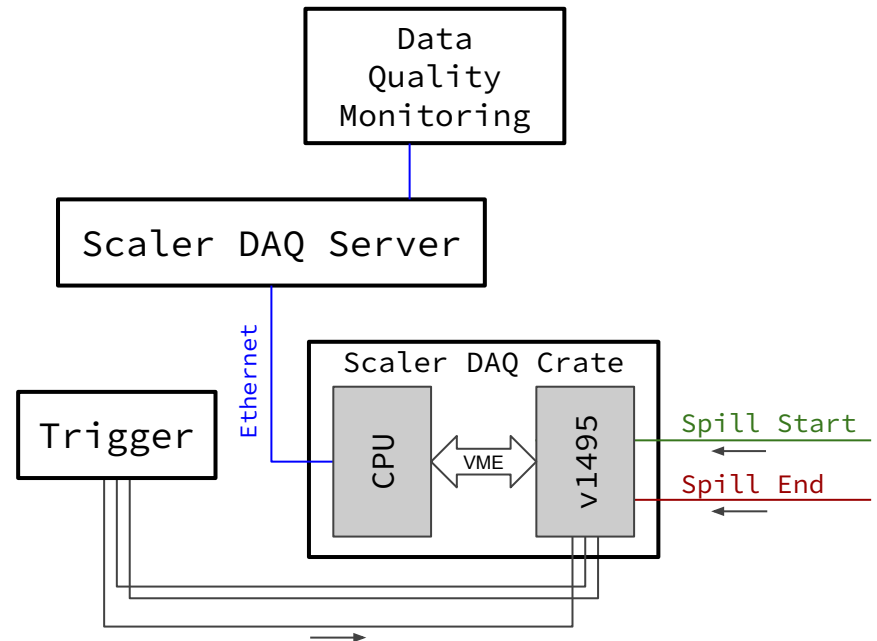 Data
Quality
Monitoring
Scaler DAQ Server
Ethernet
Scaler DAQ Crate
Trigger
CPU
VME
v1495
Spill Start
Spill End